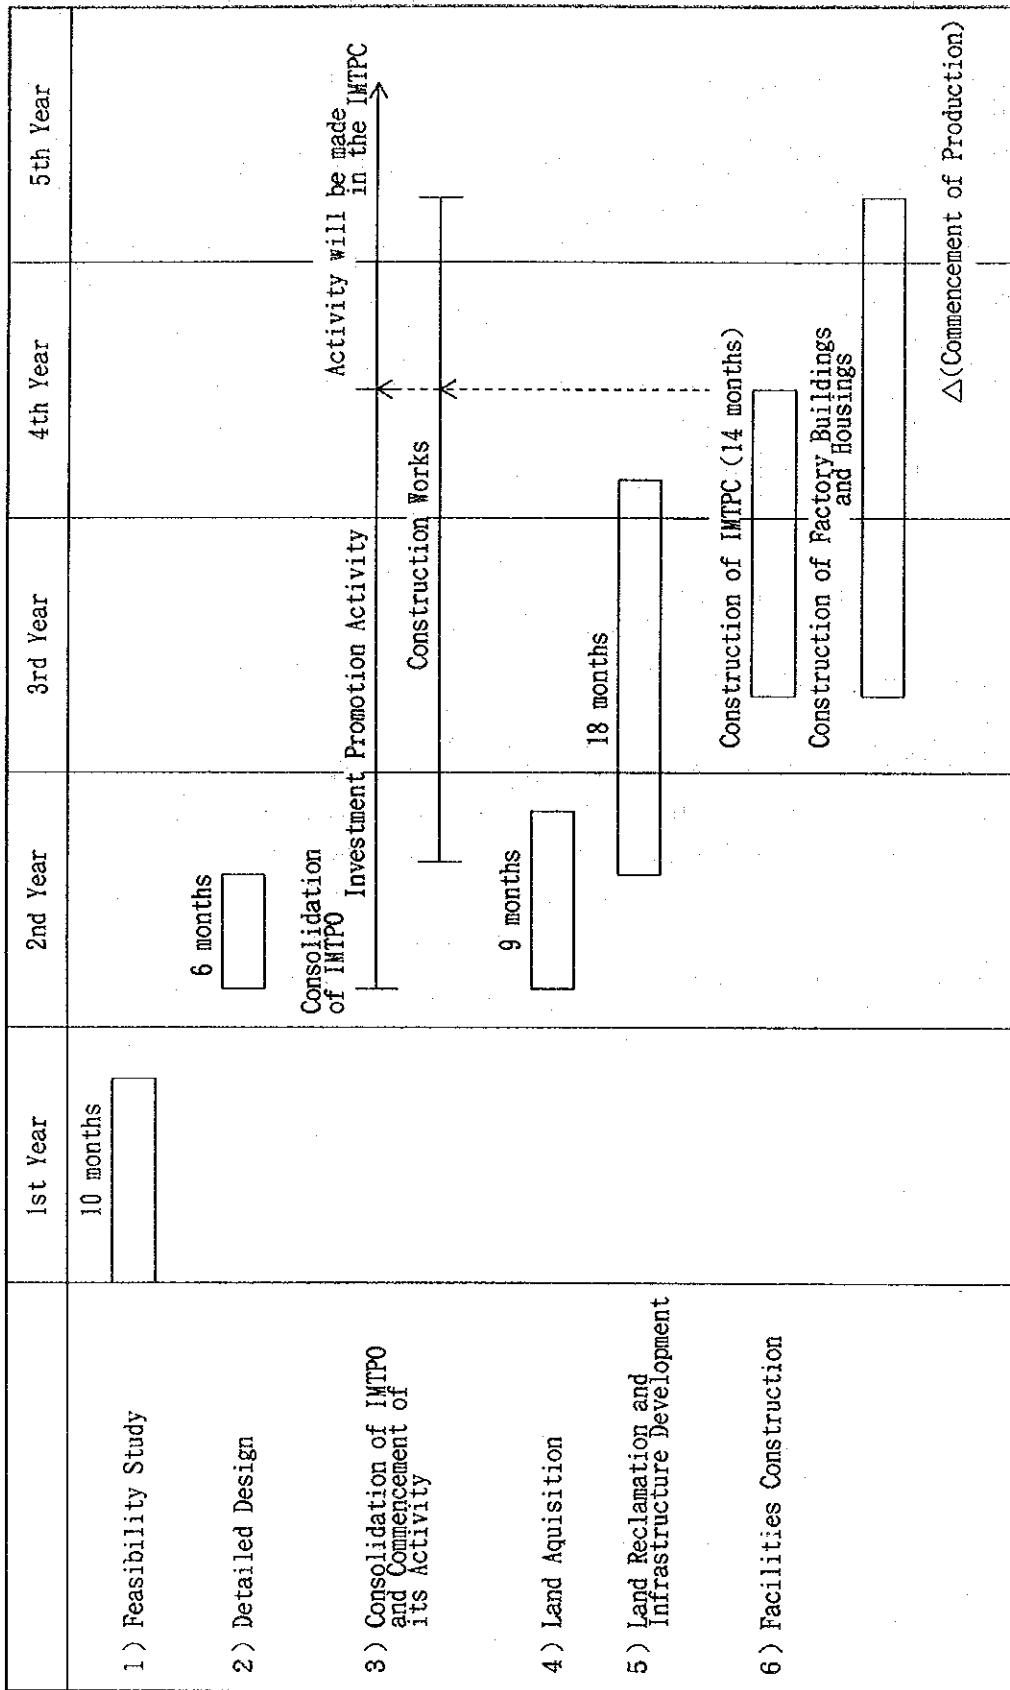 1st Year
2nd Year
3rd Year
4th Year
5th Year
1) Feasibility Study
10 months
2) Detailed Design
6 months
3) Consolidation of IMTPO
and Commencement of
its Activity
Consolidation
of IMTPO
Investment Promotion Activity
Activity will be made
in the IMTPC
Construction Works
4) Land Aquisition
9 months
5) Land Reclamation and
Infrastructure Development
18 months
6) Facilities Construction
Construction of IMTPC (14 months)
Construction of Factory Buildings
and Housings
△(Commencement of Production)